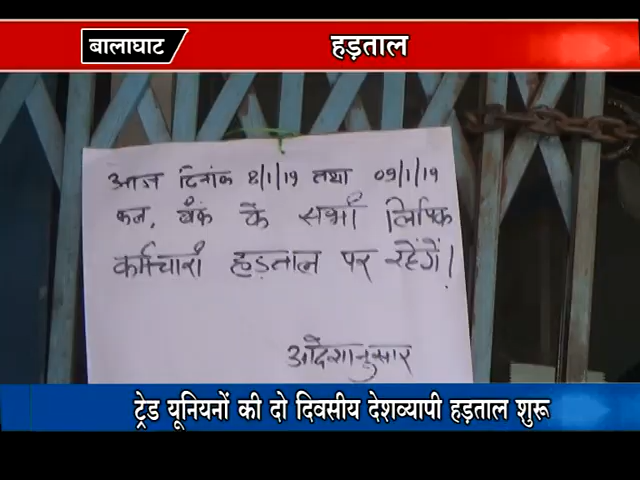 बालाघाट
हड़ताल
आज दिनांक 8/1/19 तथा 09/1/19
कल, बैंक के सभी लिपिक
कर्मचारी हड़ताल पर रहेंगें!
आदेशानुसार
ट्रेड यूनियनों की दो दिवसीय देशव्यापी हड़ताल शुरू